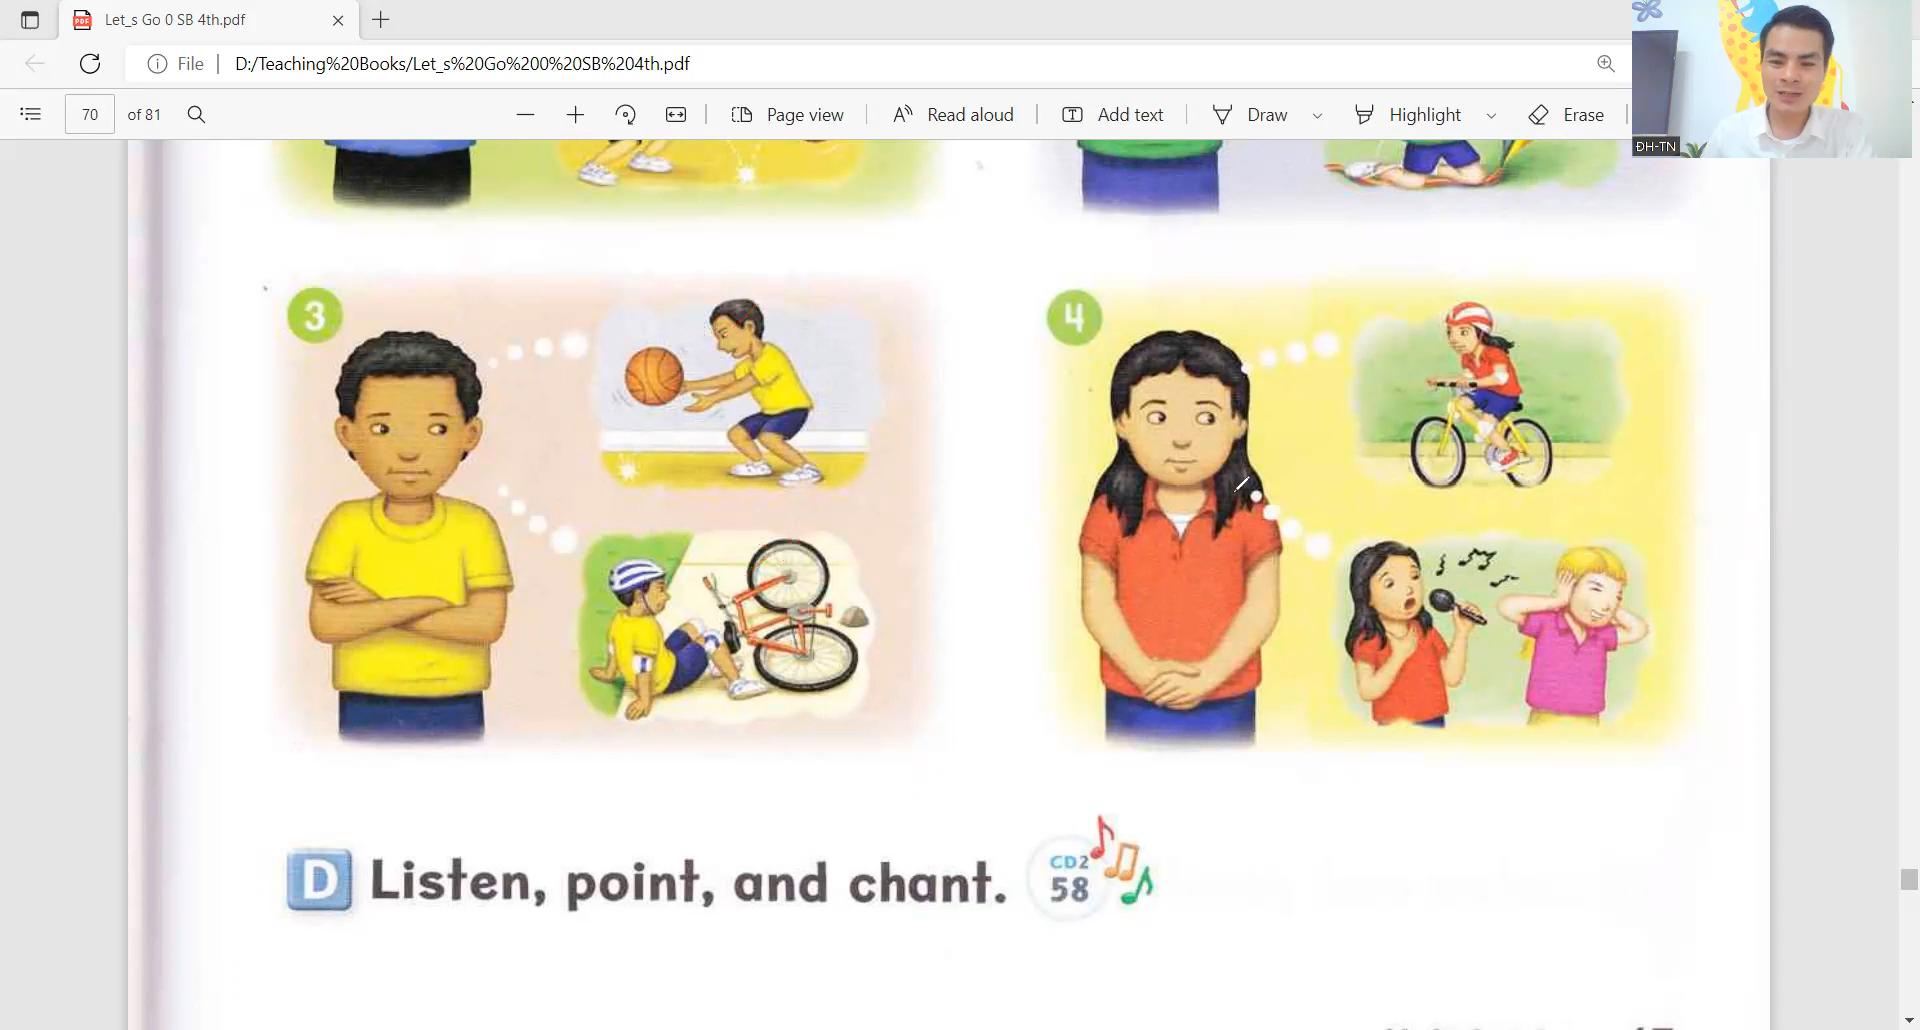 Let_s Go 0 SB 4th.pdf
File
D:/Teaching%20Books/Let_s%20Go%200%20SB%204th.pdf
70 of 81
Page view
Read aloud
Add text
Draw
Highlight
Erase
ĐH-TN
3
4
D Listen, point, and chant.
CD2
58